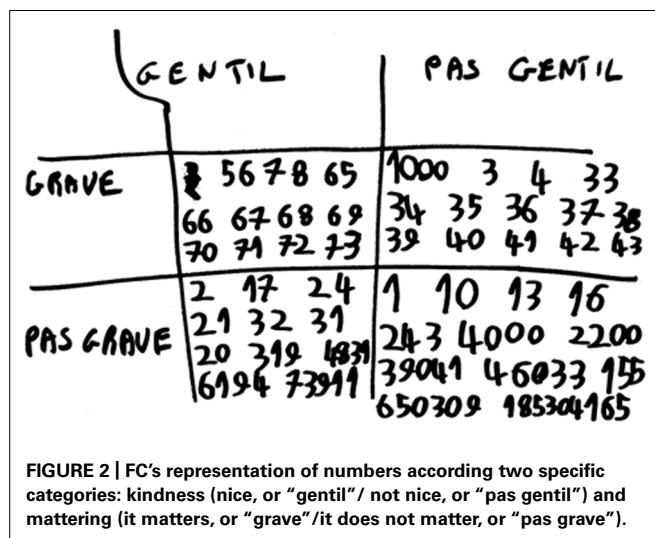 GENTIL
PAS GENTIL
GRAVE
5 6 7 8 65
66 67 68 69
70 71 72 73
1000 3 4 33
34 35 36 37 38
39 40 41 42 43
PAS GRAVE
2 17 24
21 32 31
20 319 4831
6194 73911
1 10 13 16
243 4000 2200
39041 46033 155
650309 185304165
FIGURE 2 | FC's representation of numbers according two specific
categories: kindness (nice, or “gentil”/ not nice, or “pas gentil”) and
mattering (it matters, or “grave”/it does not matter, or “pas grave”).